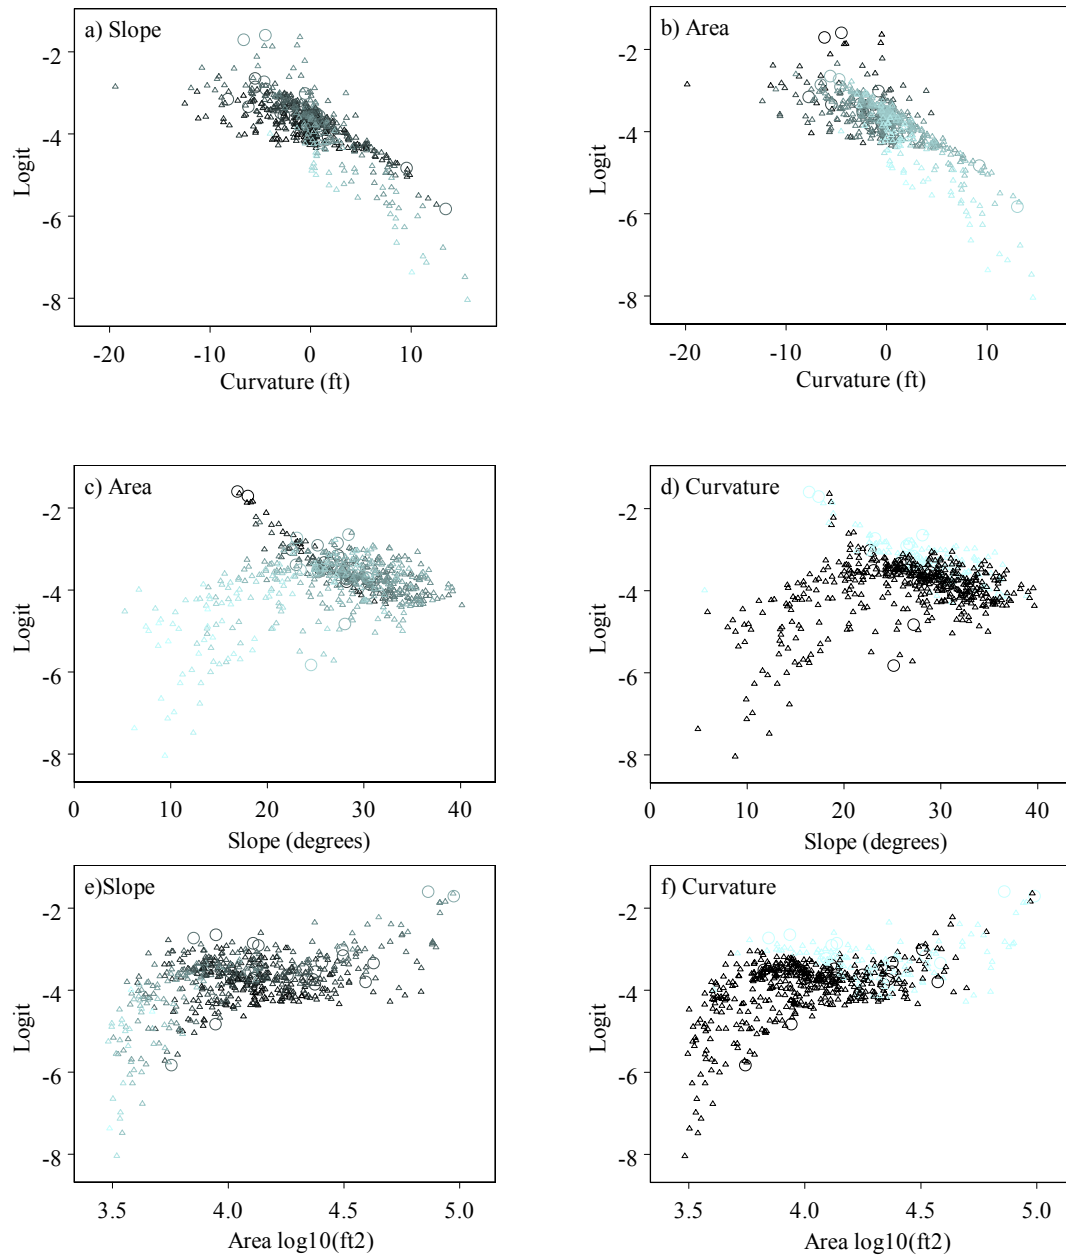 a) Slope
b) Area
-2
-4
-6
-8
Logit
-20
-10
0
10
Curvature (ft)
-2
-4
-6
-8
Logit
-20
-10
0
10
Curvature (ft)
c) Area
d) Curvature
-2
-4
-6
-8
Logit
0
10
20
30
40
Slope (degrees)
-2
-4
-6
-8
Logit
0
10
20
30
40
Slope (degrees)
e)Slope
f) Curvature
-2
-4
-6
-8
Logit
3.5
4.0
4.5
5.0
Area log10(ft2)
-2
-4
-6
-8
Logit
3.5
4.0
4.5
5.0
Area log10(ft2)